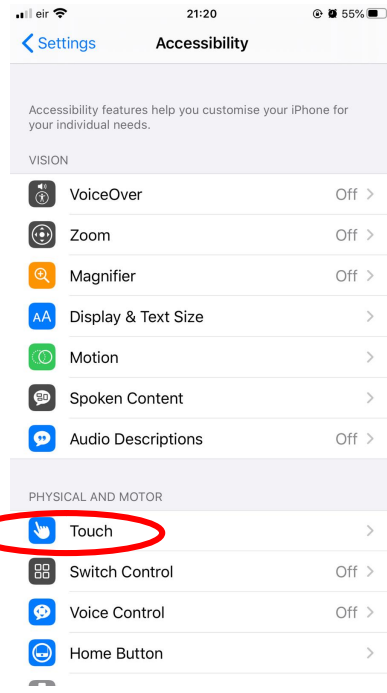 eir 21:20 55%
Settings Accessibility
Accessibility features help you customise your iPhone for
your individual needs.
VISION
VoiceOver Off
Zoom Off
Magnifier Off
AA Display & Text Size
Motion
Spoken Content
Audio Descriptions Off
PHYSICAL AND MOTOR
Touch
Switch Control Off
Voice Control Off
Home Button